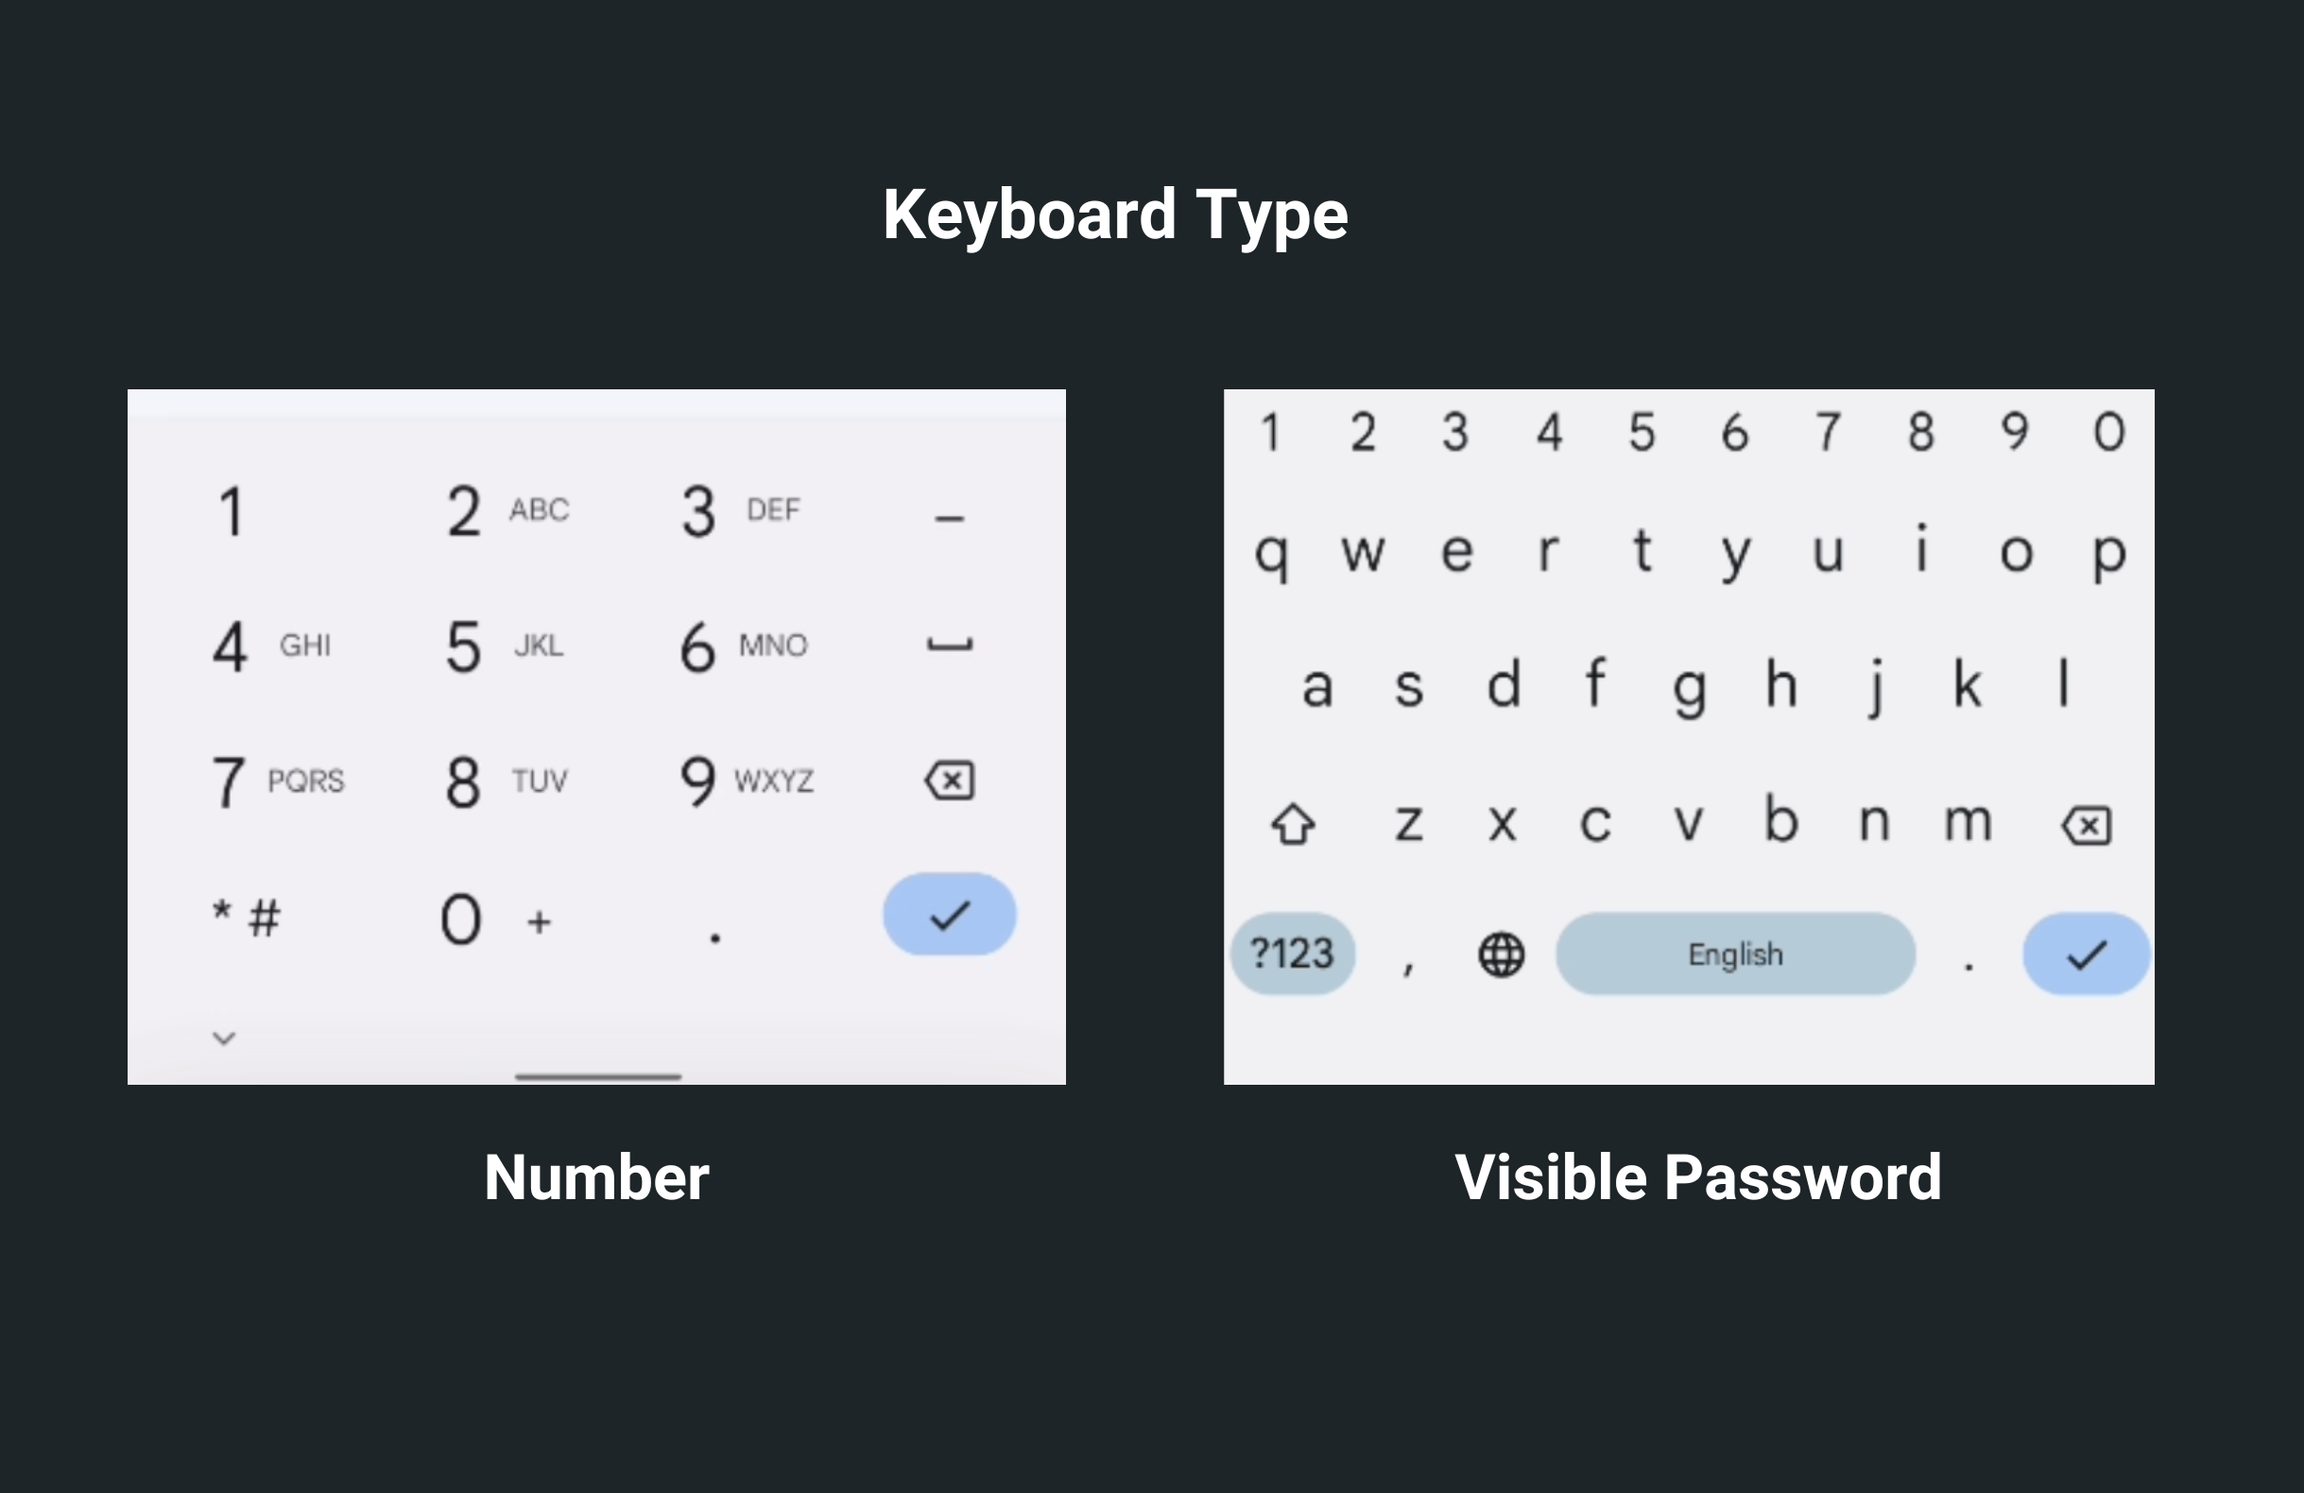 Keyboard Type
1 2 ABC 3 DEF –
4 GHI 5 JKL 6 MNO
7 PQRS 8 TUV 9 WXYZ
* # 0 + .
1 2 3 4 5 6 7 8 9 0
q w e r t y u i o p
a s d f g h j k l
z x c v b n m
?123 , English .
Number
Visible Password